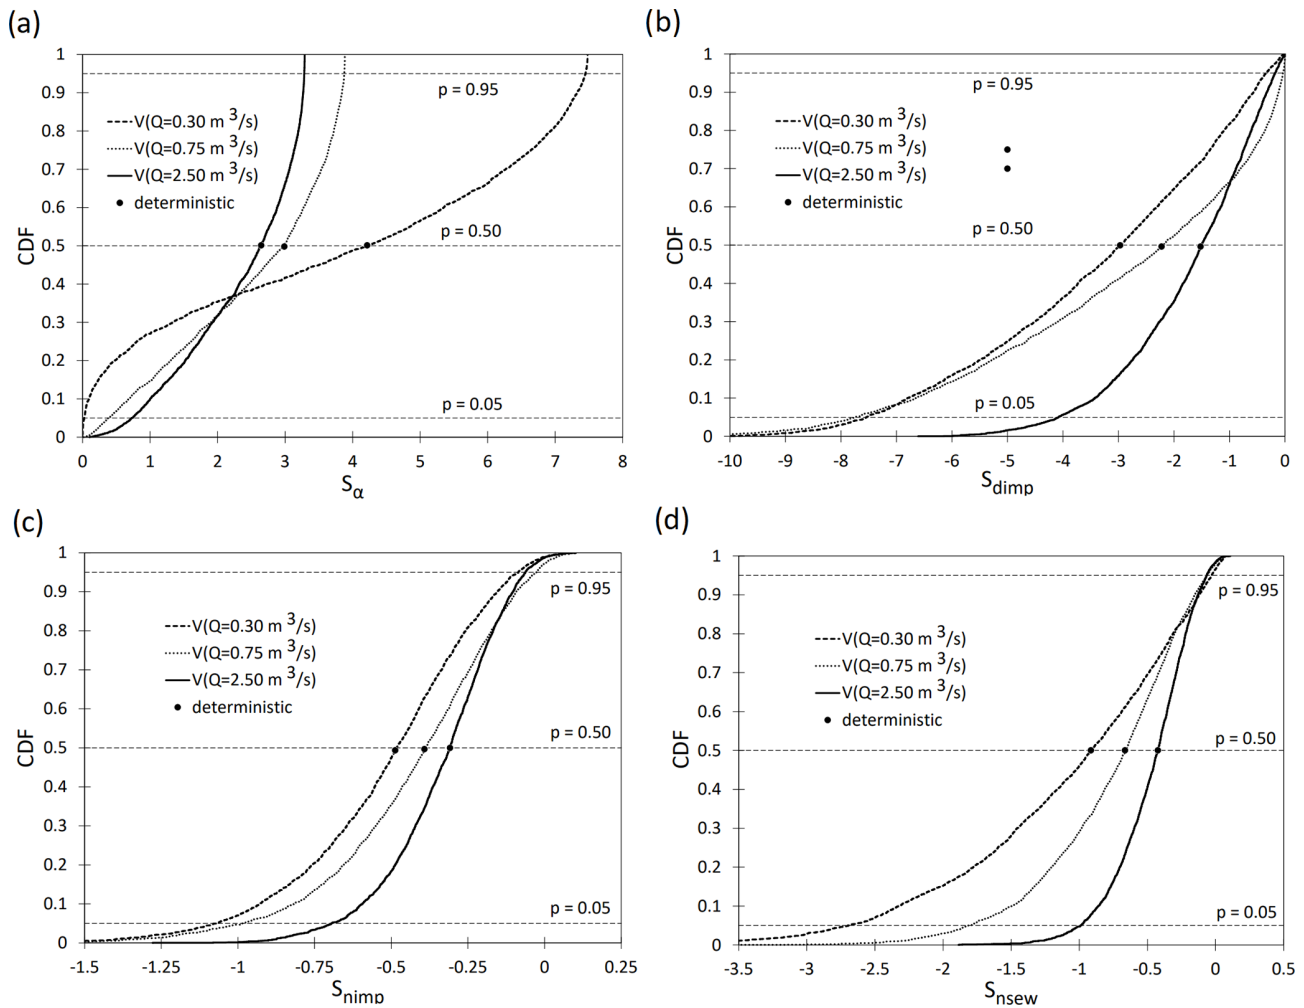 (a)
CDF
1
0.9
0.8
0.7
0.6
0.5
0.4
0.3
0.2
0.1
0
p = 0.95
V(Q=0.30 m 3/s)
V(Q=0.75 m 3/s)
V(Q=2.50 m 3/s)
deterministic
p = 0.50
p = 0.05
0 1 2 3 4 5 6 7 8
Sα
(b)
CDF
1
0.9
0.8
0.7
0.6
0.5
0.4
0.3
0.2
0.1
0
p = 0.95
V(Q=0.30 m 3/s)
V(Q=0.75 m 3/s)
V(Q=2.50 m 3/s)
deterministic
p = 0.50
p = 0.05
-10 -9 -8 -7 -6 -5 -4 -3 -2 -1 0
Sdimp
(c)
CDF
1
0.9
0.8
0.7
0.6
0.5
0.4
0.3
0.2
0.1
0
p = 0.95
V(Q=0.30 m 3/s)
V(Q=0.75 m 3/s)
V(Q=2.50 m 3/s)
deterministic
p = 0.50
p = 0.05
-1.5 -1.25 -1 -0.75 -0.5 -0.25 0 0.25
Snimp
(d)
CDF
1
0.9
0.8
0.7
0.6
0.5
0.4
0.3
0.2
0.1
0
p = 0.95
V(Q=0.30 m 3/s)
V(Q=0.75 m 3/s)
V(Q=2.50 m 3/s)
deterministic
p = 0.50
p = 0.05
-3.5 -3 -2.5 -2 -1.5 -1 -0.5 0 0.5
Snsew